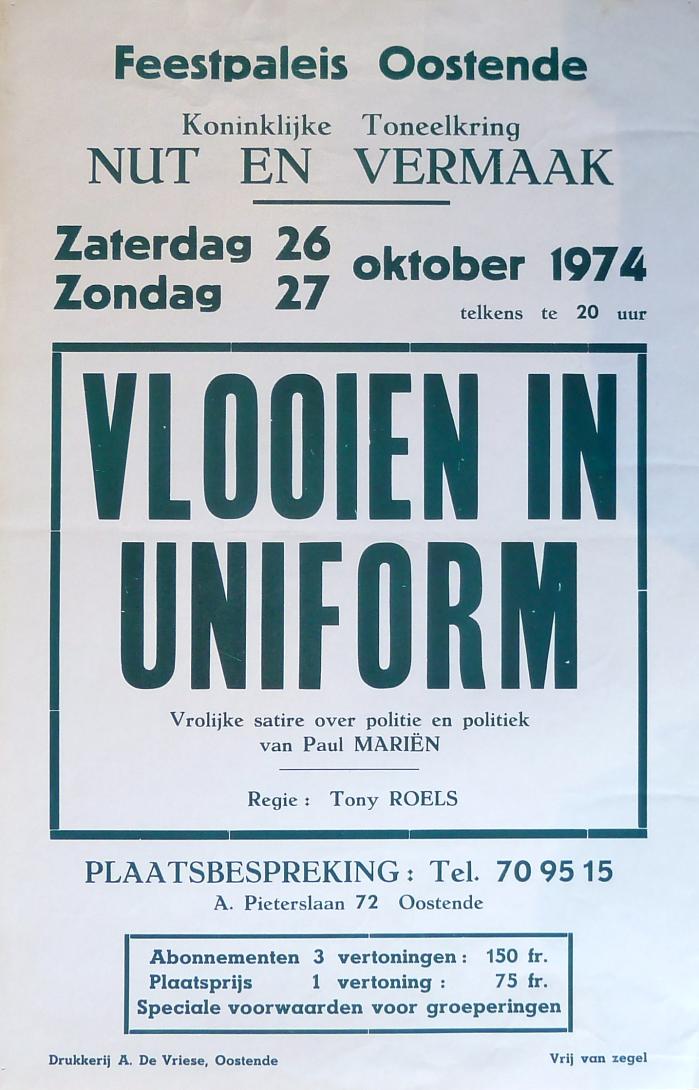 Feestpaleis Oostende
Koninklijke Toneelkring
NUT EN VERMAAK
Zaterdag 26
Zondag 27
oktober 1974
telkens te 20 uur
VLOOIEN IN
UNIFORM
Vrolijke satire over politie en politiek
van Paul MARIËN
Regie : Tony ROELS
PLAATSBESPREKING : Tel. 70 95 15
A. Pieterslaan 72 Oostende
Abonnementen 3 vertoningen : 150 fr.
Plaatsprijs 1 vertoning : 75 fr.
Speciale voorwaarden voor groeperingen
Drukkerij A. De Vriese, Oostende
Vrij van zegel